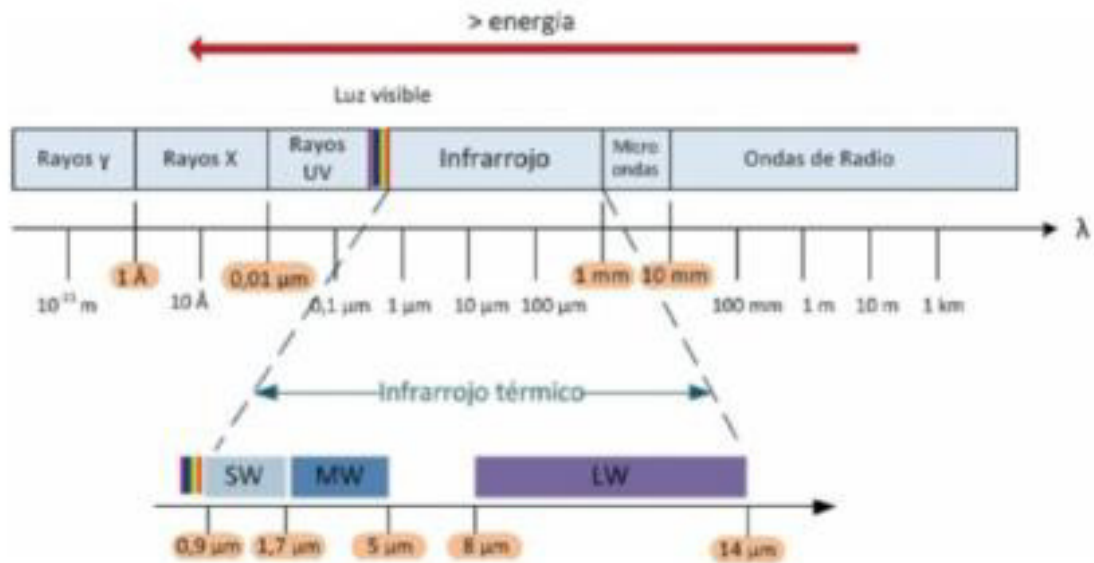 > energía
Luz visible
Rayos γ
Rayos X
Rayos
UV
Infrarrojo
Micro
ondas
Ondas de Radio
λ
1 Å
0,01 µm
1 mm
10 mm
10 Å
0,1 µm
1 µm
10 µm
100 µm
100 mm
1 m
10 m
1 km
Infrarrojo térmico
SW
MW
LW
0,9 µm
1,7 µm
5 µm
8 µm
14 µm